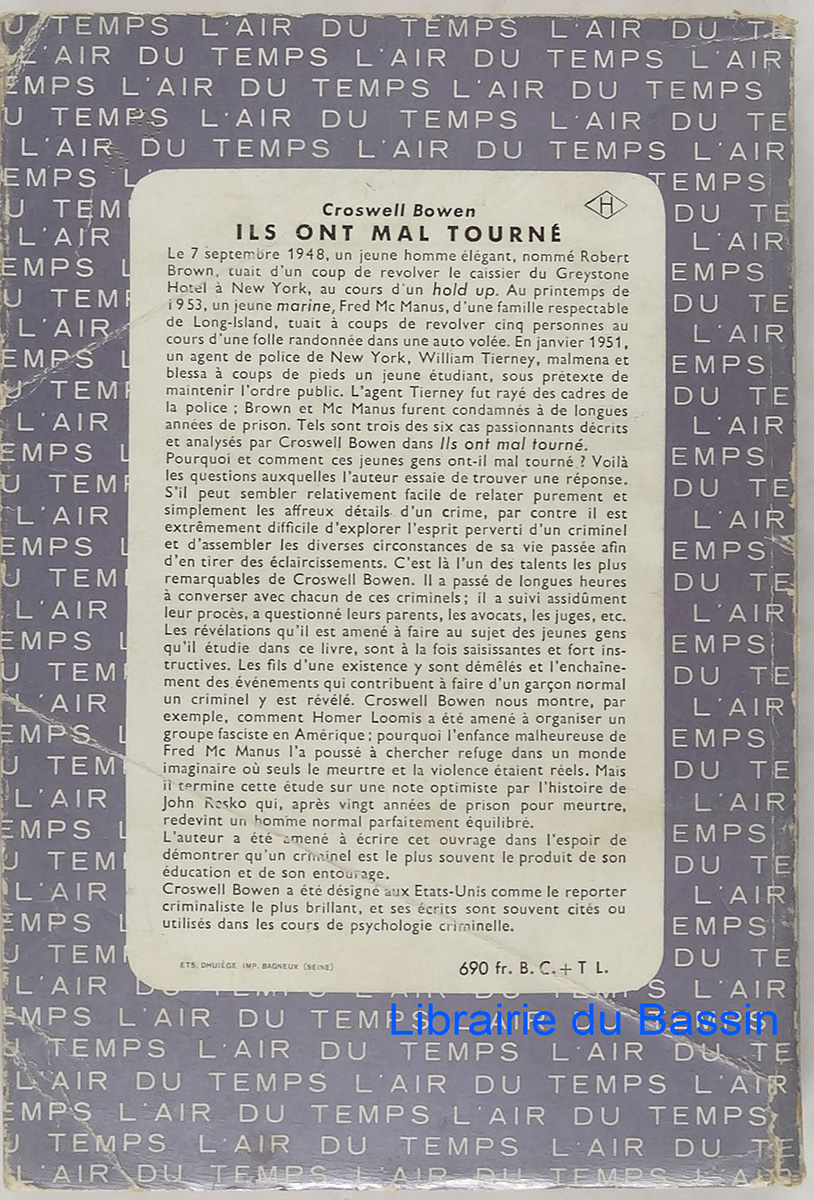 U TEMPS L'AIR DU TEMPS L'AIR DU TE
L'AIR DU TEMPS L'AIR DU TEMPS L'AIR
EMPS L'AIR DU TEMPS L'AIR DU TEMPS
U TEMPS L'AIR DU TEMPS L'AIR DU TE
L'AIR DU TEMPS L'AIR DU TEMPS L'AIR
H
Croswell Bowen
ILS ONT MAL TOURNÉ
Le 7 septembre 1948, un jeune homme élégant, nommé Robert
Brown, tuait d'un coup de revolver le caissier du Greystone
Hotel à New York, au cours d'un hold up. Au printemps de
1953, un jeune marine, Fred Mc Manus, d'une famille respectable
de Long-Island, tuait à coups de revolver cinq personnes au
cours d'une folle randonnée dans une auto volée. En janvier 1951,
un agent de police de New York, William Tierney, malmena et
blessa à coups de pieds un jeune étudiant, sous prétexte de
maintenir l'ordre public. L'agent Tierney fut rayé des cadres de
la police ; Brown et Mc Manus furent condamnés à de longues
années de prison. Tels sont trois des six cas passionnants décrits
et analysés par Croswell Bowen dans Ils ont mal tourné.
Pourquoi et comment ces jeunes gens ont-il mal tourné ? Voilà
les questions auxquelles l'auteur essaie de trouver une réponse.
S'il peut sembler relativement facile de relater purement et
simplement les affreux détails d'un crime, par contre il est
extrêmement difficile d'explorer l'esprit perverti d'un criminel
et d'assembler les diverses circonstances de sa vie passée afin
d'en tirer des éclaircissements. C'est là l'un des talents les plus
remarquables de Croswell Bowen. Il a passé de longues heures
à converser avec chacun de ces criminels ; il a suivi assidûment
leur procès, a questionné leurs parents, les avocats, les juges, etc.
Les révélations qu'il est amené à faire au sujet des jeunes gens
qu'il étudie dans ce livre, sont à la fois saisissantes et fort ins-
tructives. Les fils d'une existence y sont démêlés et l'enchaîne-
ment des événements qui contribuent à faire d'un garçon normal
un criminel y est révélé. Croswell Bowen nous montre, par
exemple, comment Homer Loomis a été amené à organiser un
groupe fasciste en Amérique ; pourquoi l'enfance malheureuse de
Fred Mc Manus l'a poussé à chercher refuge dans un monde
imaginaire où seuls le meurtre et la violence étaient réels. Mais
il termine cette étude sur une note optimiste par l'histoire de
John Resko qui, après vingt années de prison pour meurtre,
redevint un homme normal parfaitement équilibré.
L'auteur a été amené à écrire cet ouvrage dans l'espoir de
démontrer qu'un criminel est le plus souvent le produit de son
éducation et de son entourage.
Croswell Bowen a été désigné aux Etats-Unis comme le reporter
criminaliste le plus brillant, et ses écrits sont souvent cités ou
utilisés dans les cours de psychologie criminelle.
ETS. DHUIÈGE IMP. BAGNEUX (SEINE)
690 fr. B. C. + T L.
Librairie du Bassin
EMPS L'AIR DU TEMPS L'AIR DU TEMPS
U TEMPS L'AIR DU TEMPS L'AIR DU TE
L'AIR DU TEMPS L'AIR DU TEMPS L'AIR
EMPS L'AIR DU TEMPS L'AIR DU TEMPS
U TEMPS L'AIR DU TEMPS L'AIR DU TE
L'AIR DU TEMPS L'AIR DU TEMPS L'AIR